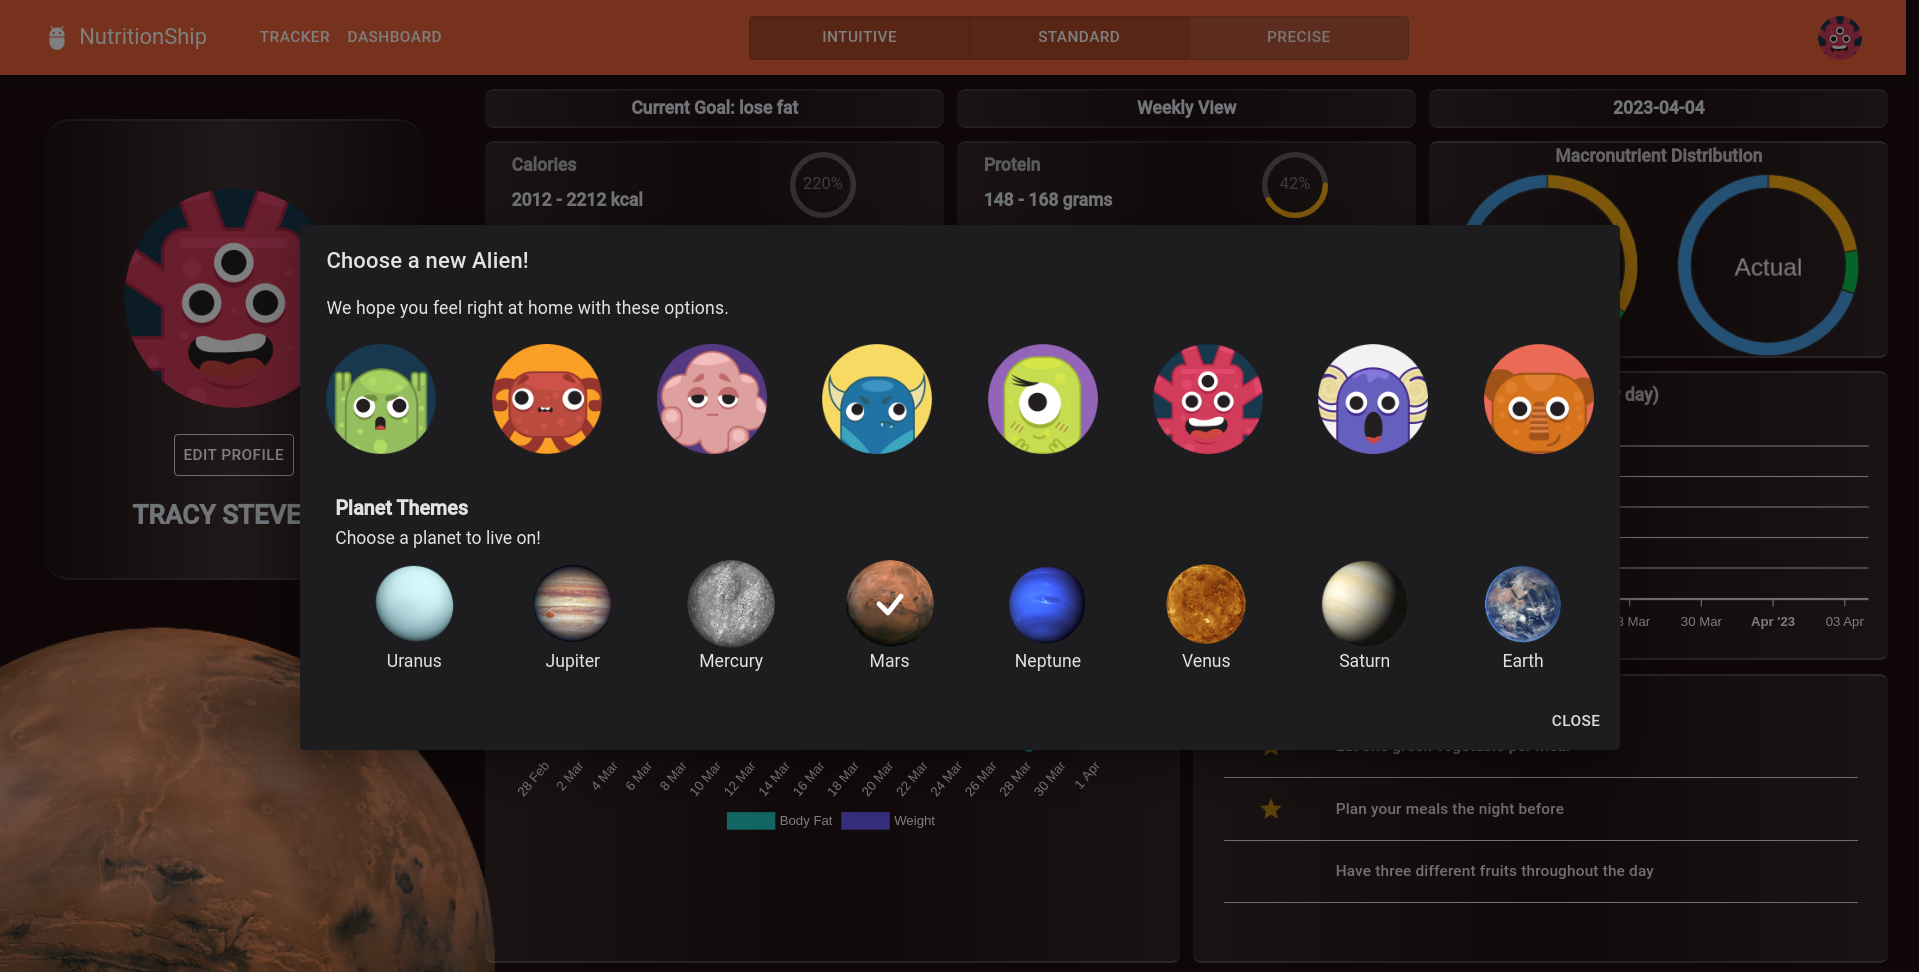 NutritionShip
TRACKER DASHBOARD
INTUITIVE STANDARD PRECISE
Current Goal: lose fat
Weekly View
2023-04-04
Calories
2012 - 2212 kcal
220%
Protein
148 - 168 grams
42%
Macronutrient Distribution
Actual
EDIT PROFILE
TRACY STEVE
Choose a new Alien!
We hope you feel right at home with these options.
Planet Themes
Choose a planet to live on!
Uranus Jupiter Mercury Mars Neptune Venus Saturn Earth
CLOSE
day)
Mar 30 Mar Apr '23 03 Apr
28 Feb 2 Mar 4 Mar 6 Mar 8 Mar 10 Mar 12 Mar 14 Mar 16 Mar 18 Mar 20 Mar 22 Mar 24 Mar 26 Mar 28 Mar 30 Mar 1 Apr
Body Fat Weight
Plan your meals the night before
Have three different fruits throughout the day